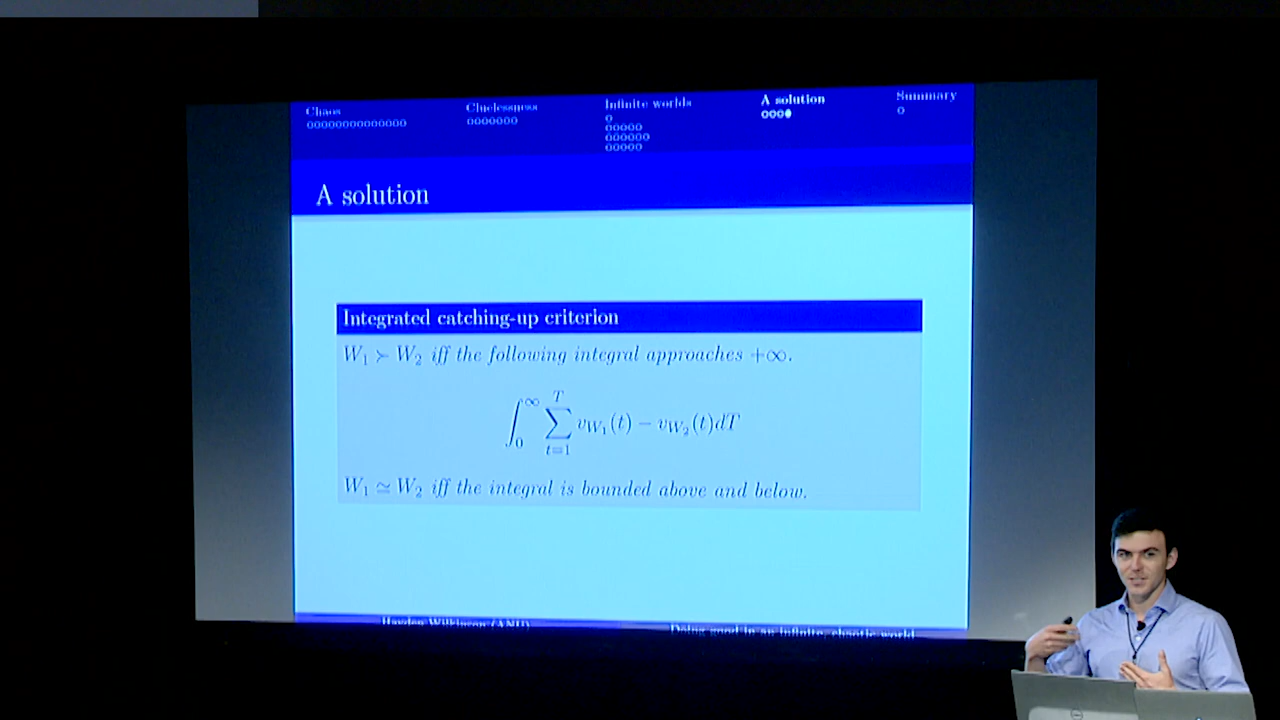 Chaos
Cluelessness
Infinite worlds
A solution
Summary
A solution
Integrated catching-up criterion
W₁ ≻ W₂ iff the following integral approaches +∞.
∫₀^∞ ∑_{t=1}^{T} v_{W₁}(t) − v_{W₂}(t)dT
W₁ ≃ W₂ iff the integral is bounded above and below.
Hayden Wilkinson (ANU)
Doing good in an infinite, chaotic world